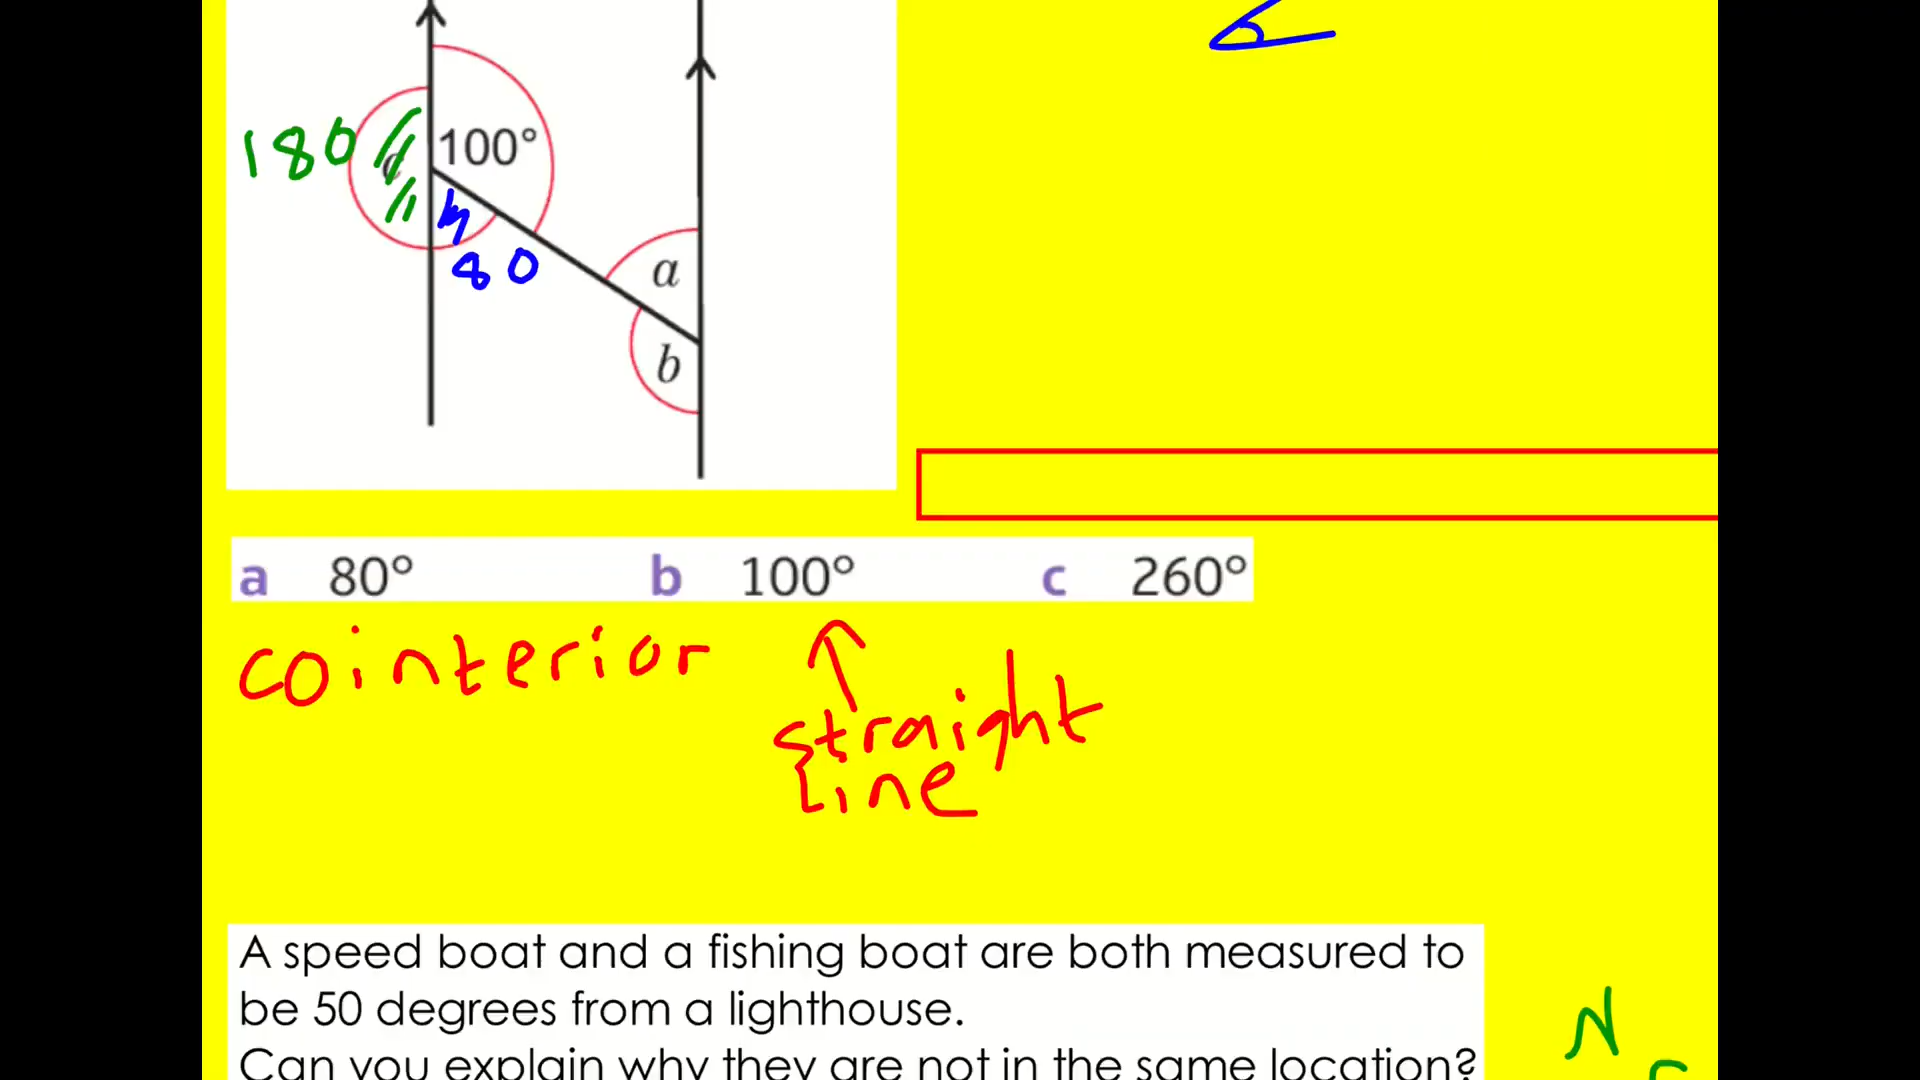 180 c 100°
80
a
b
a 80° b 100° c 260°
cointerior
straight
line
A speed boat and a fishing boat are both measured to
be 50 degrees from a lighthouse.
Can you explain why they are not in the same location?
N